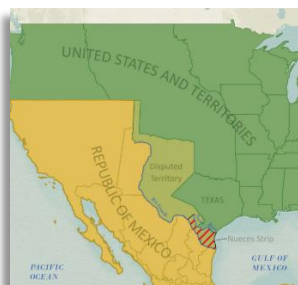 UNITED STATES AND TERRITORIES
REPUBLIC OF MEXICO
Disputed
Territory
TEXAS
Nueces Strip
PACIFIC
OCEAN
GULF OF
MEXICO